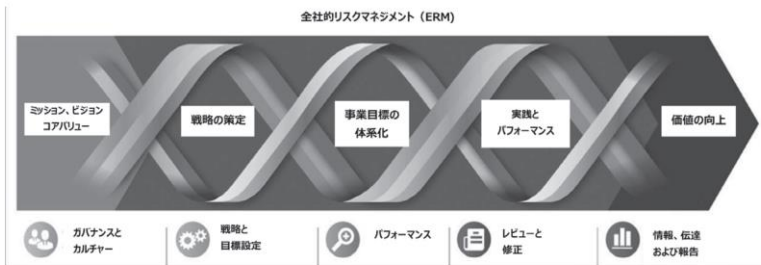 全社的リスクマネジメント（ERM)
ミッション、ビジョン
コアバリュー
戦略の策定
事業目標の
体系化
実践と
パフォーマンス
価値の向上
ガバナンスと
カルチャー
戦略と
目標設定
パフォーマンス
レビューと
修正
情報、伝達
および報告